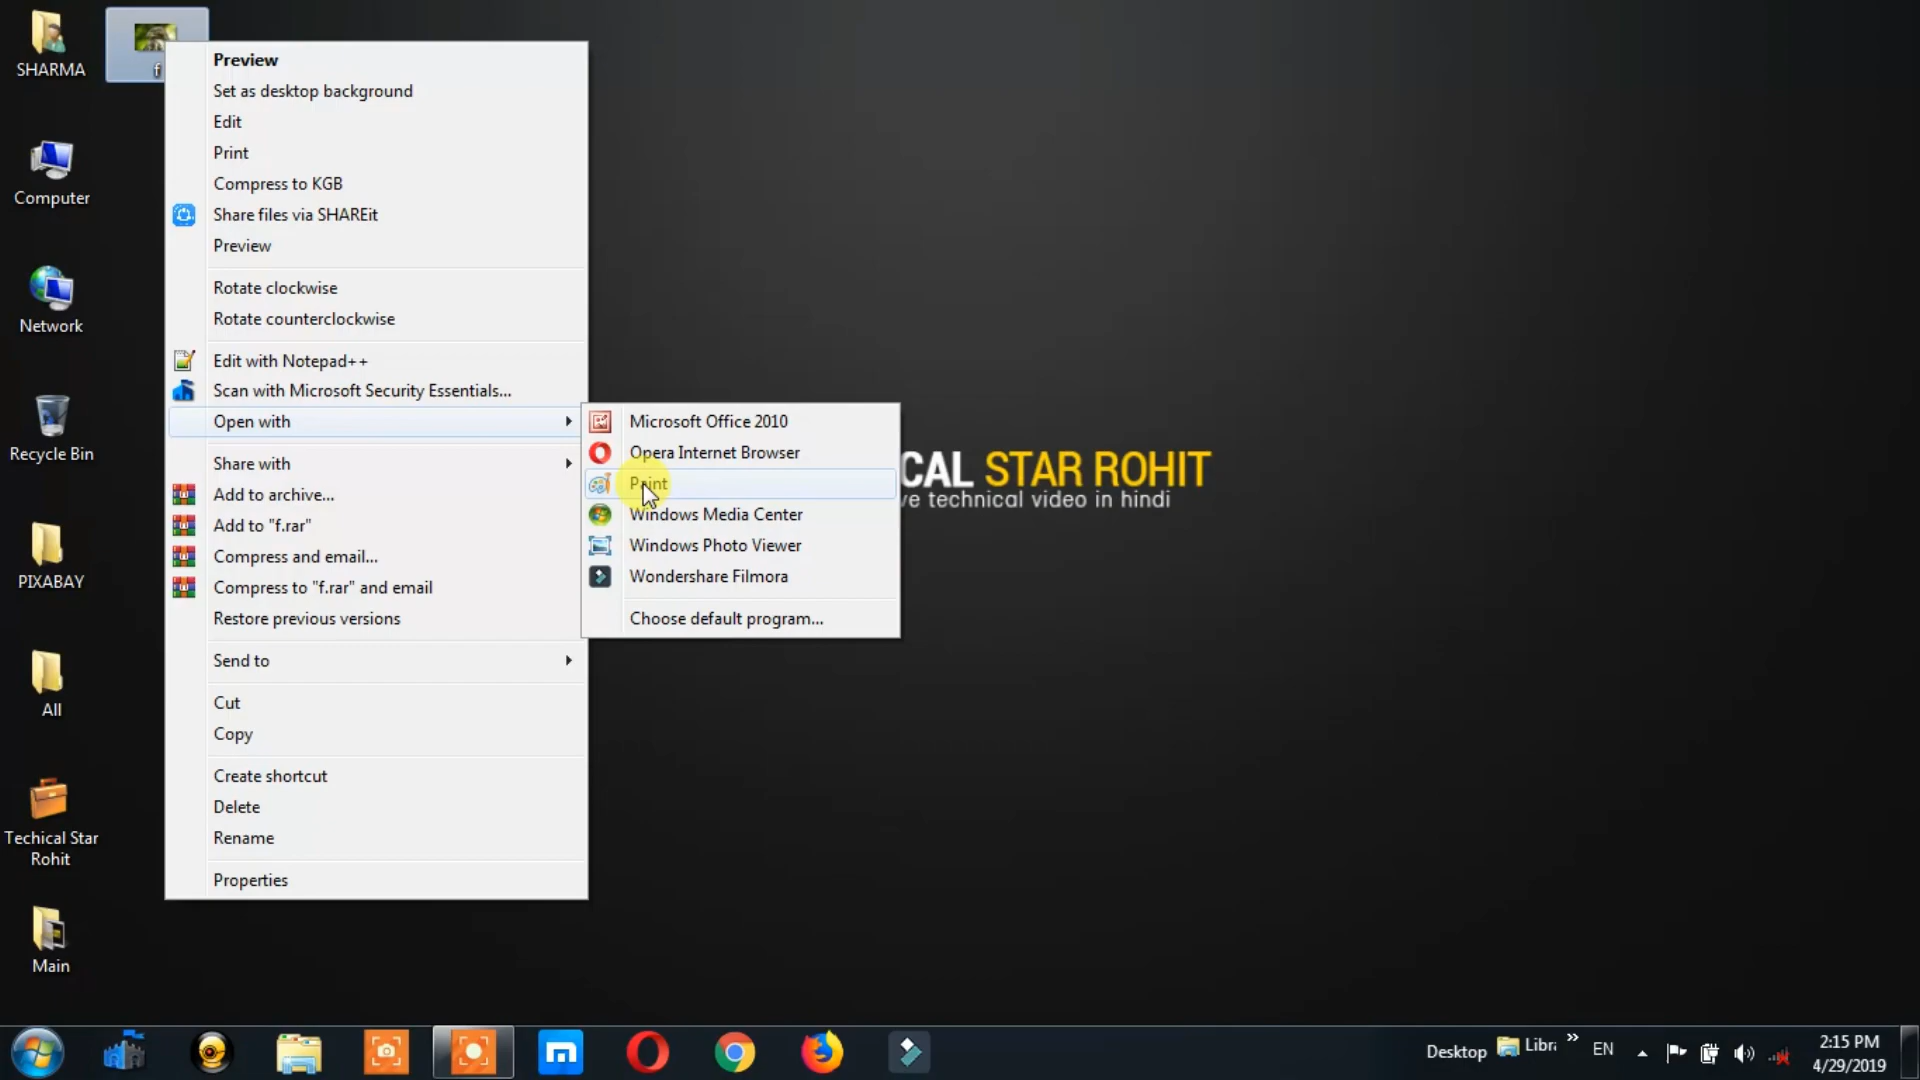 SHARMA
Computer
Network
Recycle Bin
PIXABAY
All
Techical Star
Rohit
Main
f
Preview
Set as desktop background
Edit
Print
Compress to KGB
Share files via SHAREit
Preview
Rotate clockwise
Rotate counterclockwise
Edit with Notepad++
Scan with Microsoft Security Essentials...
Open with
Share with
Add to archive...
Add to "f.rar"
Compress and email...
Compress to "f.rar" and email
Restore previous versions
Send to
Cut
Copy
Create shortcut
Delete
Rename
Properties
Microsoft Office 2010
Opera Internet Browser
Paint
Windows Media Center
Windows Photo Viewer
Wondershare Filmora
Choose default program...
CAL STAR ROHIT
ve technical video in hindi
Desktop
Libr
EN
2:15 PM
4/29/2019